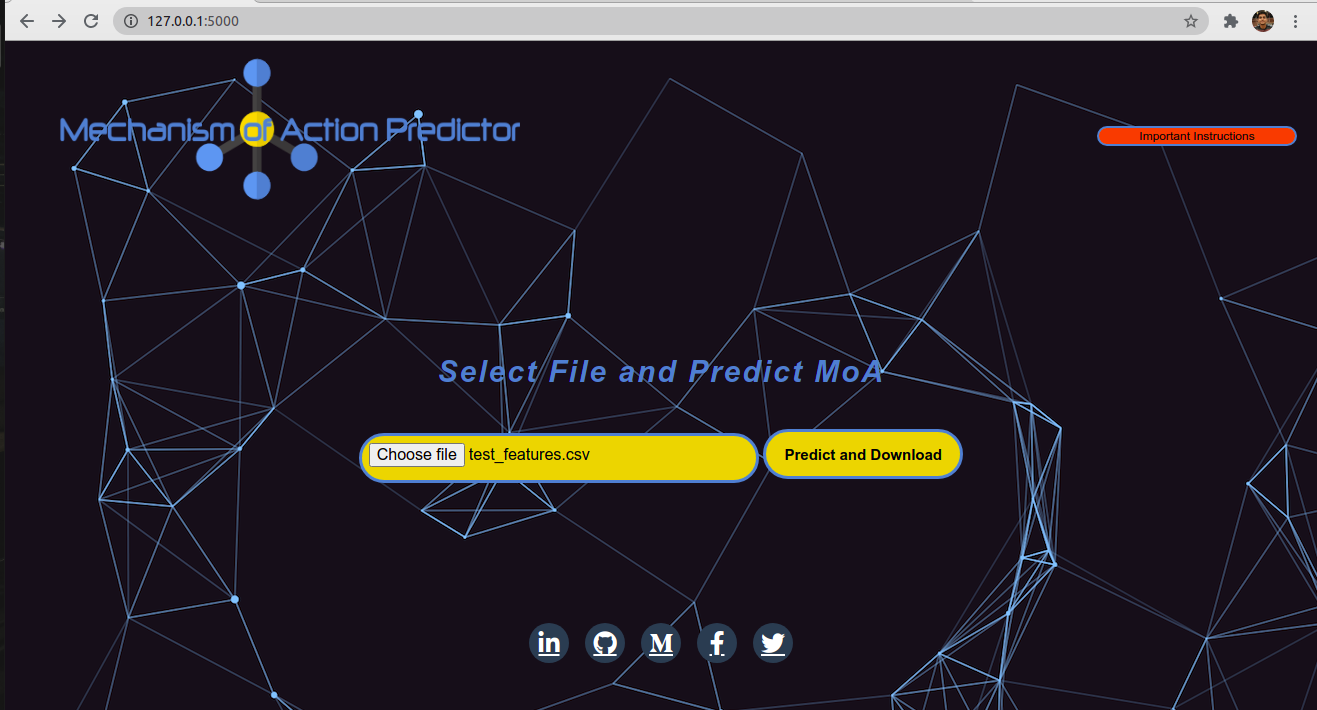 127.0.0.1:5000
Mechanism of Action Predictor
Important Instructions
Select File and Predict MoA
Choose file test_features.csv
Predict and Download
in M f